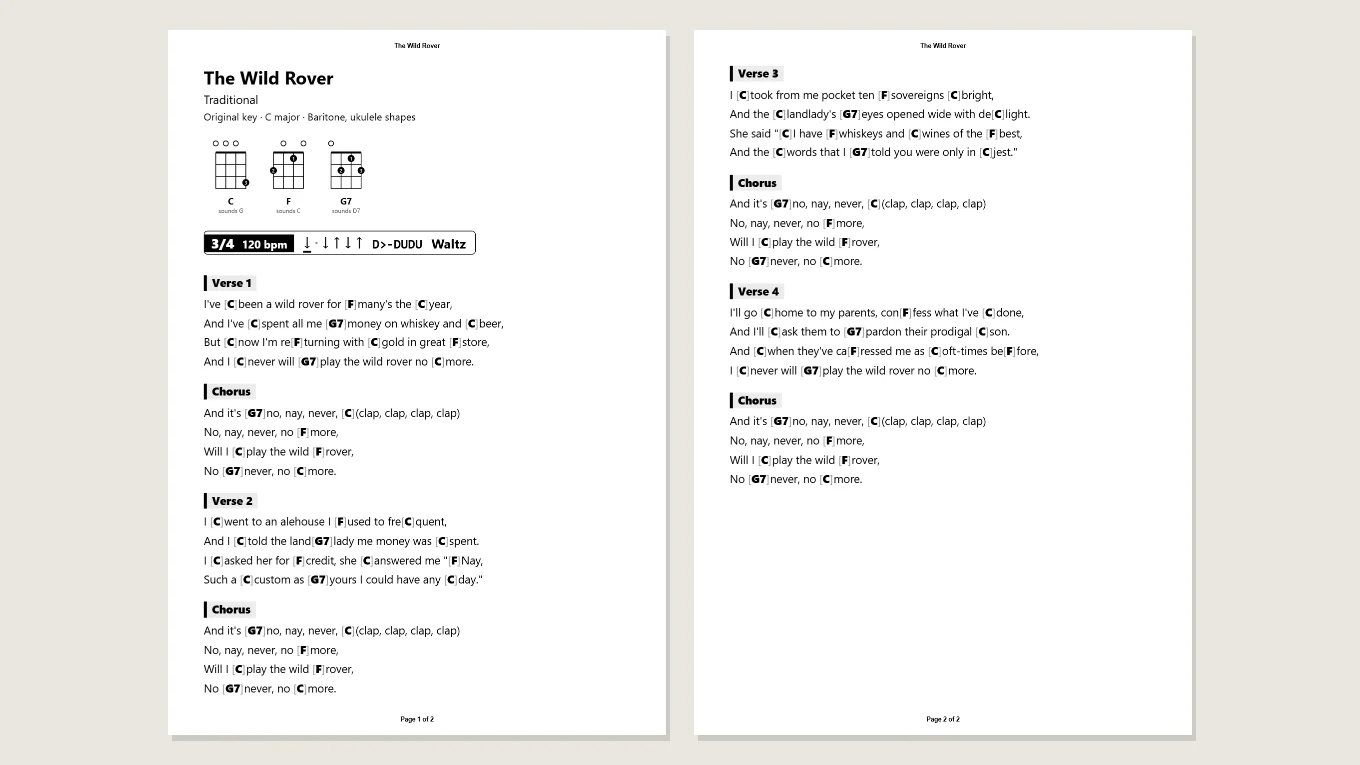 The Wild Rover
The Wild Rover
Traditional
Original key · C major · Baritone, ukulele shapes
3
1
2
1
2
3
C
F
G7
sounds G
sounds C
sounds D7
3/4 120 bpm ↓ - ↓ ↑ ↓ ↑ D>-DUDU Waltz
Verse 1
I've [C]been a wild rover for [F]many's the [C]year,
And I've [C]spent all me [G7]money on whiskey and [C]beer,
But [C]now I'm re[F]turning with [C]gold in great [F]store,
And I [C]never will [G7]play the wild rover no [C]more.
Chorus
And it's [G7]no, nay, never, [C](clap, clap, clap, clap)
No, nay, never, no [F]more,
Will I [C]play the wild [F]rover,
No [G7]never, no [C]more.
Verse 2
I [C]went to an alehouse I [F]used to fre[C]quent,
And I [C]told the land[G7]lady me money was [C]spent.
I [C]asked her for [F]credit, she [C]answered me "[F]Nay,
Such a [C]custom as [G7]yours I could have any [C]day."
Chorus
And it's [G7]no, nay, never, [C](clap, clap, clap, clap)
No, nay, never, no [F]more,
Will I [C]play the wild [F]rover,
No [G7]never, no [C]more.
Page 1 of 2
The Wild Rover
Verse 3
I [C]took from me pocket ten [F]sovereigns [C]bright,
And the [C]landlady's [G7]eyes opened wide with de[C]light.
She said "[C]I have [F]whiskeys and [C]wines of the [F]best,
And the [C]words that I [G7]told you were only in [C]jest."
Chorus
And it's [G7]no, nay, never, [C](clap, clap, clap, clap)
No, nay, never, no [F]more,
Will I [C]play the wild [F]rover,
No [G7]never, no [C]more.
Verse 4
I'll go [C]home to my parents, con[F]fess what I've [C]done,
And I'll [C]ask them to [G7]pardon their prodigal [C]son.
And [C]when they've ca[F]ressed me as [C]oft-times be[F]fore,
I [C]never will [G7]play the wild rover no [C]more.
Chorus
And it's [G7]no, nay, never, [C](clap, clap, clap, clap)
No, nay, never, no [F]more,
Will I [C]play the wild [F]rover,
No [G7]never, no [C]more.
Page 2 of 2